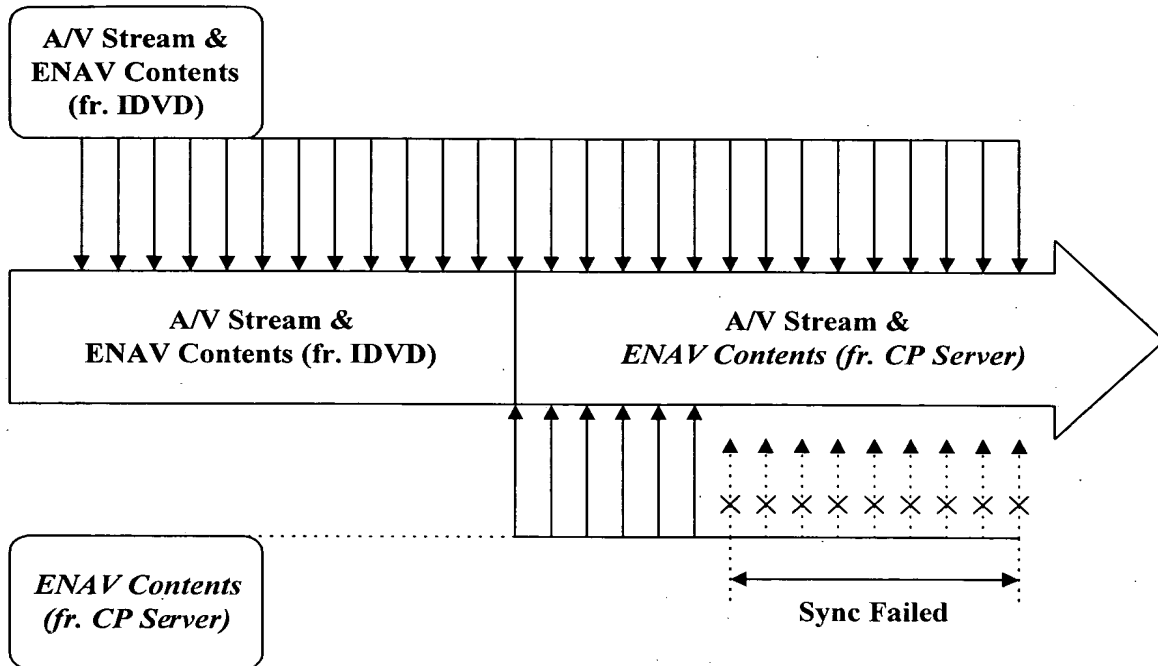 A/V Stream &
ENAV Contents
(fr. IDVD)
A/V Stream &
ENAV Contents (fr. IDVD)
A/V Stream &
ENAV Contents (fr. CP Server)
ENAV Contents
(fr. CP Server)
Sync Failed